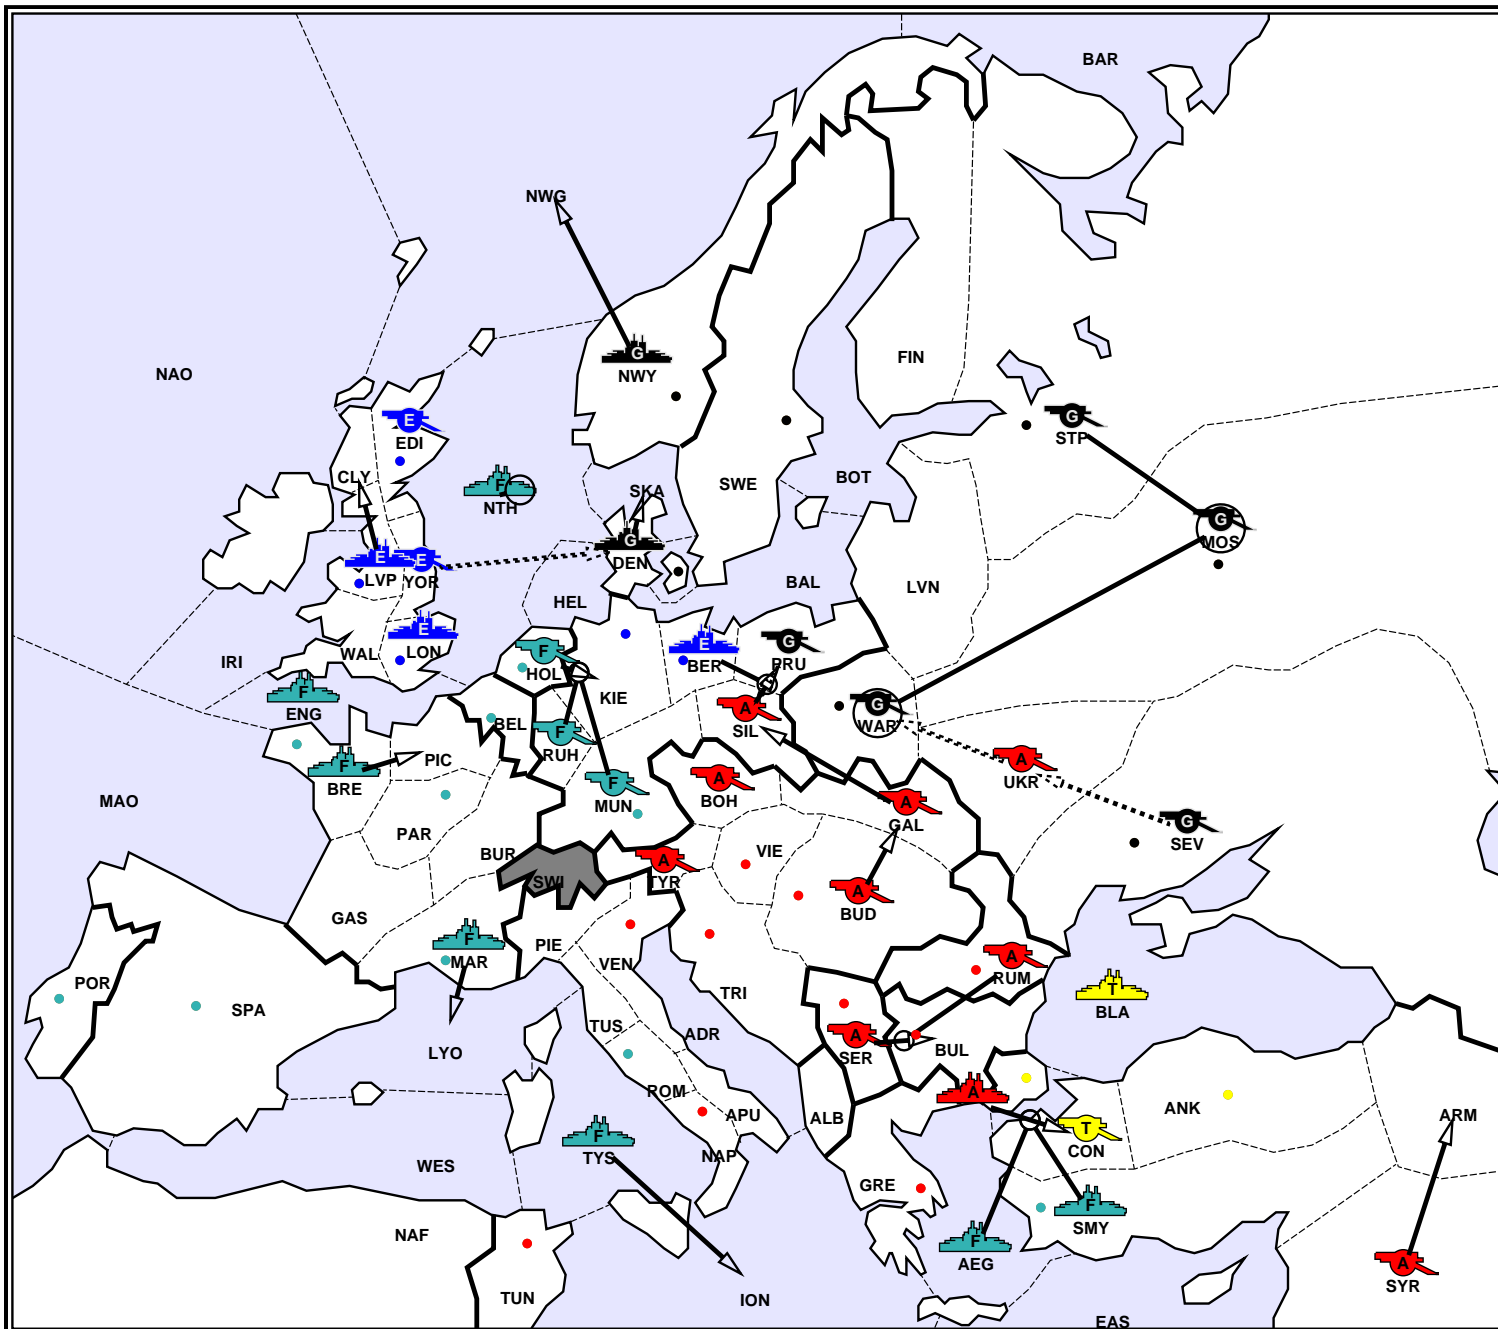 BAR
NWG
G
NWY
FIN
NAO
E
EDI
G
STP
CLY
F
NTH
SKA
SWE
BOT
G
MOS
G
DEN
E
LVP
E
YOR
HEL
BAL
LVN
E
LON
WAL
IRI
F
HOL
E
BER
G
PRU
F
ENG
KIE
A
SIL
G
WAR
BEL
F
RUH
A
UKR
F
BRE
PIC
F
MUN
A
BOH
A
GAL
MAO
G
SEV
PAR
BUR
VIE
A
TYR
SWI
A
BUD
GAS
F
MAR
PIE
VEN
A
RUM
POR
SPA
TRI
T
BLA
TUS
ADR
A
SER
BUL
LYO
ROM
A
APU
ALB
ANK
ARM
F
TYS
T
CON
NAP
WES
GRE
F
SMY
NAF
F
AEG
A
SYR
TUN
ION
EAS